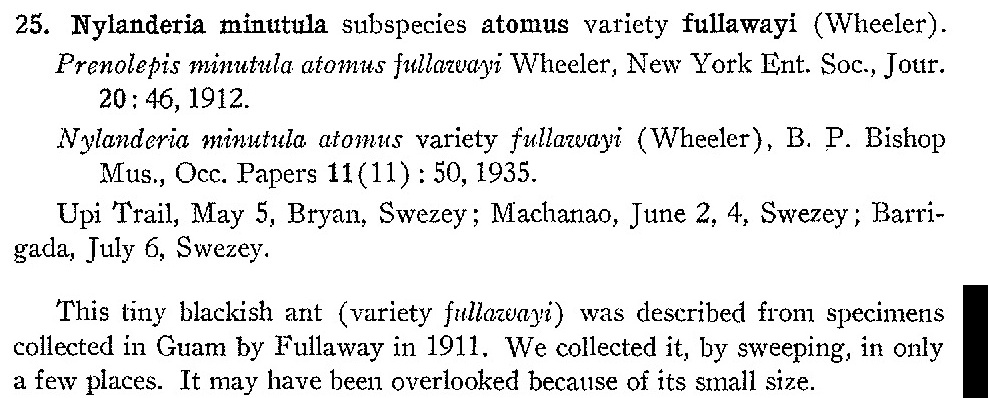 25. Nylanderia minutula subspecies atomus variety fullawayi (Wheeler).
Prenolepis minutula atomus fullawayi Wheeler, New York Ent. Soc., Jour.
20: 46, 1912.
Nylanderia minutula atomus variety fullawayi (Wheeler), B. P. Bishop
Mus., Occ. Papers 11(11) : 50, 1935.
Upi Trail, May 5, Bryan, Swezey; Machanao, June 2, 4, Swezey; Barri-
gada, July 6, Swezey.
This tiny blackish ant (variety fullawayi) was described from specimens
collected in Guam by Fullaway in 1911. We collected it, by sweeping, in only
a few places. It may have been overlooked because of its small size.